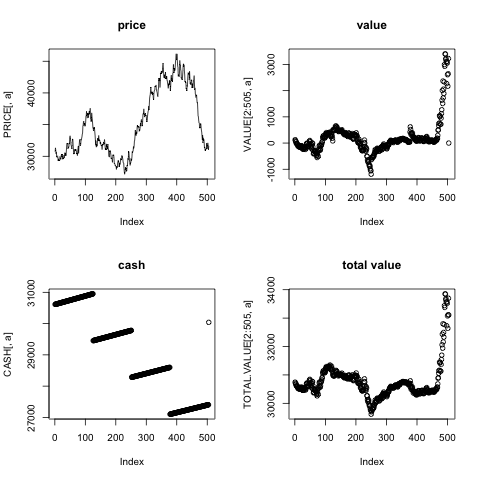 price
PRICE[, a]
30000 40000
0 100 200 300 400 500
Index
value
VALUE[2:505, a]
-1000 0 1000 3000
0 100 200 300 400 500
Index
cash
CASH[, a]
27000 29000 31000
0 100 200 300 400 500
Index
total value
TOTAL.VALUE[2:505, a]
30000 32000 34000
0 100 200 300 400 500
Index